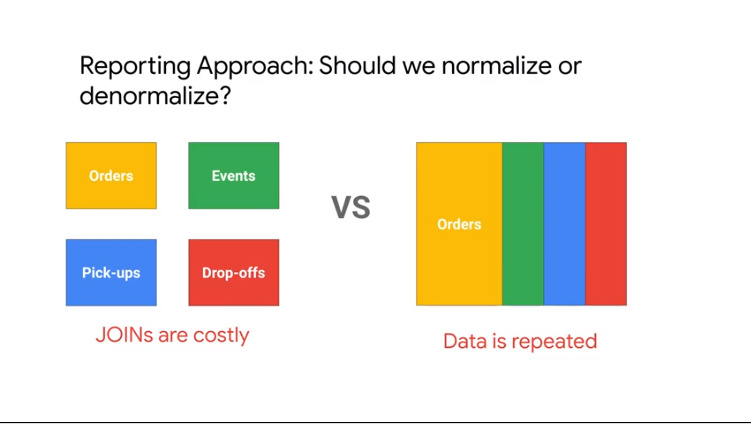 Reporting Approach: Should we normalize or
denormalize?
Orders
Events
Pick-ups
Drop-offs
JOINs are costly
VS
Orders
Data is repeated